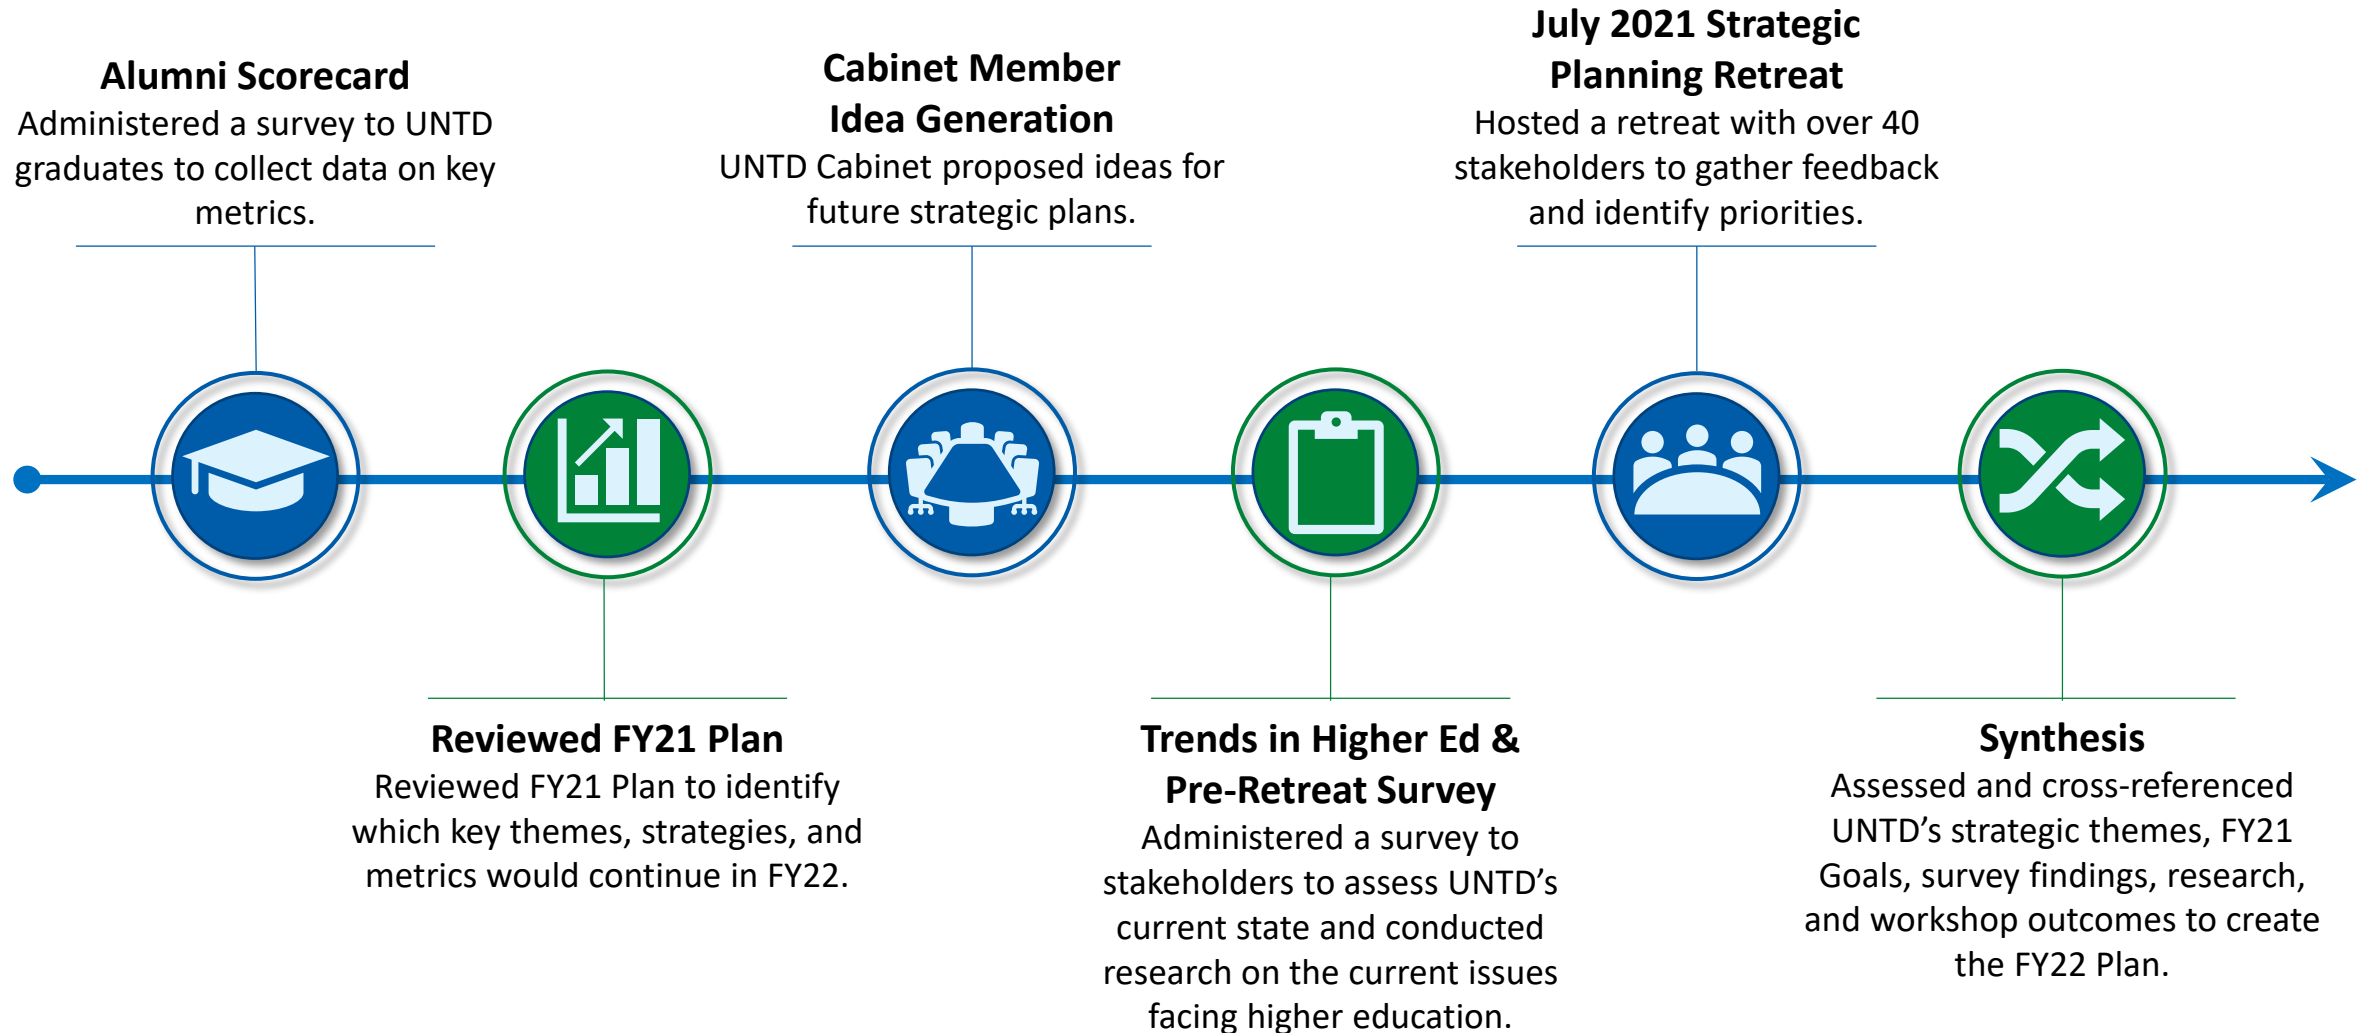 Alumni Scorecard
Administered a survey to UNTD
graduates to collect data on key
metrics.
Reviewed FY21 Plan
Reviewed FY21 Plan to identify
which key themes, strategies, and
metrics would continue in FY22.
Cabinet Member
Idea Generation
UNTD Cabinet proposed ideas for
future strategic plans.
Trends in Higher Ed &
Pre-Retreat Survey
Administered a survey to
stakeholders to assess UNTD’s
current state and conducted
research on the current issues
facing higher education.
July 2021 Strategic
Planning Retreat
Hosted a retreat with over 40
stakeholders to gather feedback
and identify priorities.
Synthesis
Assessed and cross-referenced
UNTD’s strategic themes, FY21
Goals, survey findings, research,
and workshop outcomes to create
the FY22 Plan.